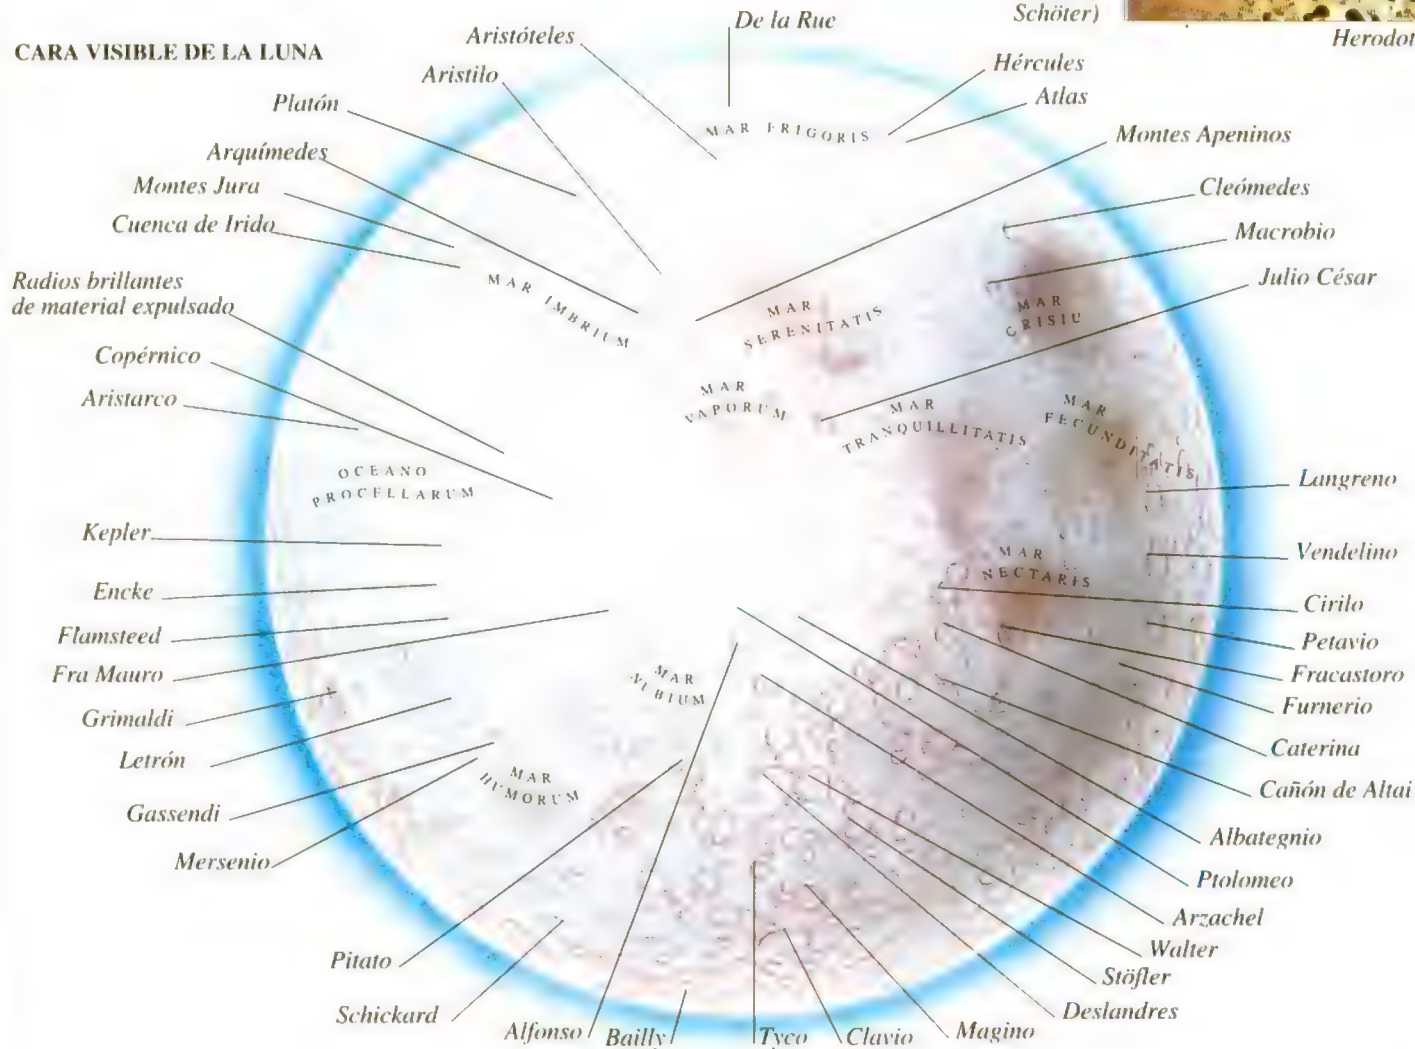 Schöter)
Herodot
CARA VISIBLE DE LA LUNA
De la Rue
Aristóteles
Aristilo
Platón
Arquímedes
Montes Jura
Cuenca de Irido
Radios brillantes
de material expulsado
Copérnico
Aristarco
Kepler
Encke
Flamsteed
Fra Mauro
Grimaldi
Letrón
Gassendi
Mersenio
Pitato
Schickard
Alfonso
Bailly
Tyco
Clavio
Magino
Deslandres
Stöfler
Walter
Arzachel
Ptolomeo
Albategnio
Cañón de Altai
Caterina
Furnerio
Fracastoro
Petavio
Cirilo
Vendelino
Langreno
Julio César
Macrobio
Cleómedes
Montes Apeninos
Atlas
Hércules
MAR FRIGORIS
MAR IMBRIUM
MAR
SERENITATIS
MAR
CRISIU
MAR
VAPORUM
MAR
TRANQUILLITATIS
MAR
FECUNDITATIS
OCEANO
PROCELLARUM
MAR
NECTARIS
MAR
NUBIUM
MAR
HUMORUM